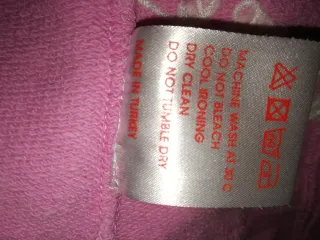 MACHINE WASH AT 30 C
DO NOT BLEACH
COOL IRONING
DRY CLEAN
DO NOT TUMBLE DRY
MADE IN TURKEY